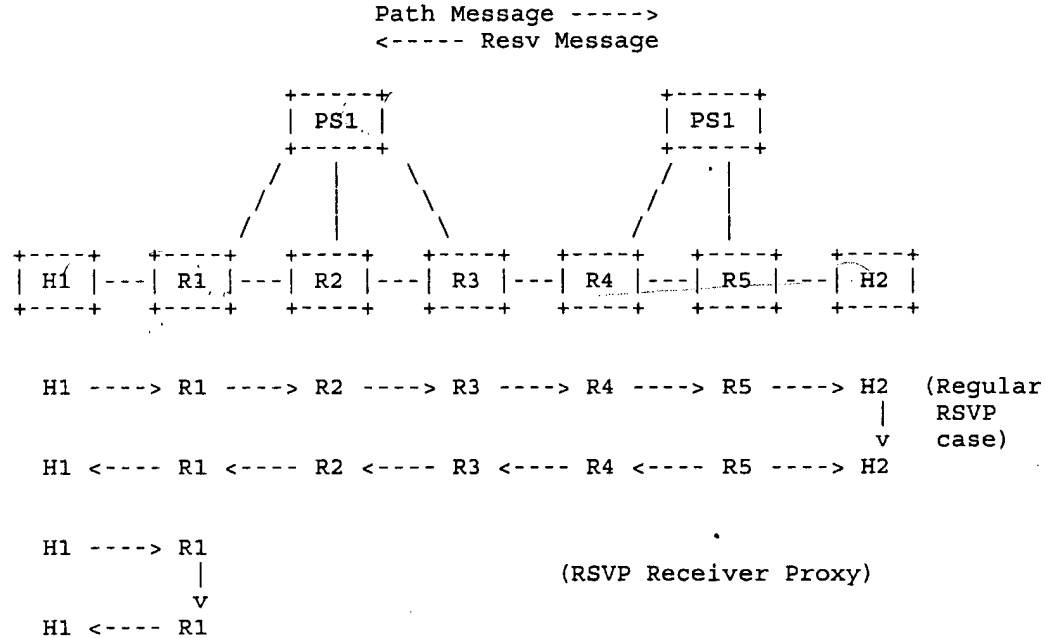 Path Message ----->
<----- Resv Message
PS1 PS1
H1 R1 R2 R3 R4 R5 H2
H1 ----> R1 ----> R2 ----> R3 ----> R4 ----> R5 ----> H2 (Regular
| RSVP
v case)
H1 <---- R1 <---- R2 <---- R3 <---- R4 <---- R5 ----> H2
H1 ----> R1
|
(RSVP Receiver Proxy)
v
H1 <---- R1